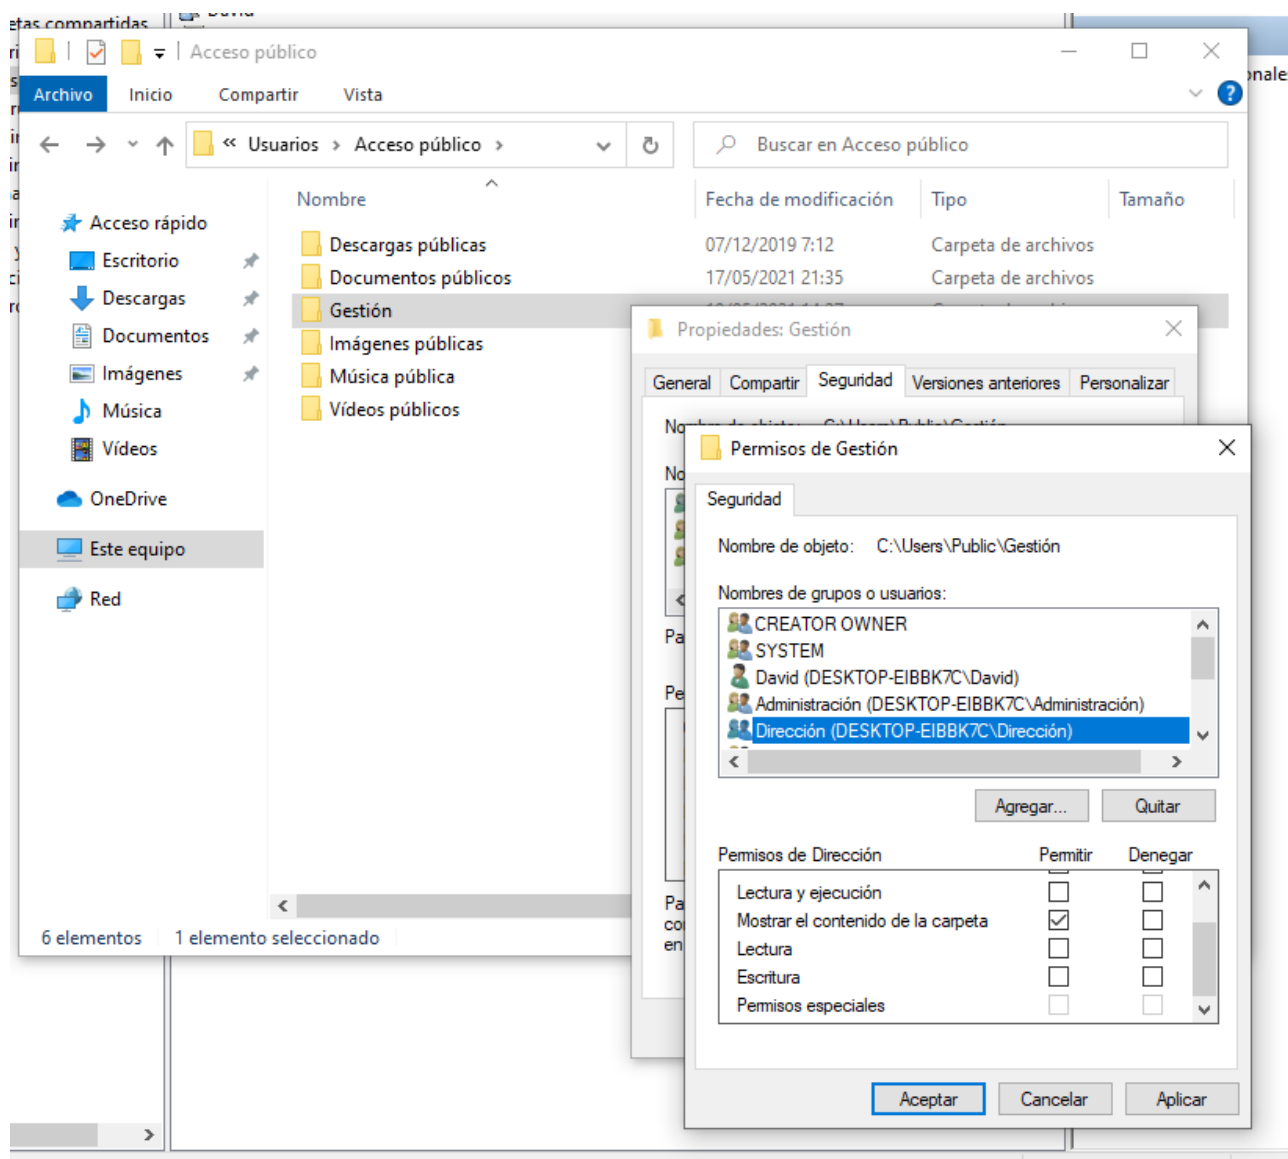 etas compartidas
David
Acceso público
Archivo Inicio Compartir Vista
« Usuarios › Acceso público ›
Buscar en Acceso público
Nombre Fecha de modificación Tipo Tamaño
Acceso rápido
Escritorio
Descargas
Documentos
Imágenes
Música
Vídeos
OneDrive
Este equipo
Red
Descargas públicas 07/12/2019 7:12 Carpeta de archivos
Documentos públicos 17/05/2021 21:35 Carpeta de archivos
Gestión
Imágenes públicas
Música pública
Vídeos públicos
6 elementos 1 elemento seleccionado
Propiedades: Gestión
General Compartir Seguridad Versiones anteriores Personalizar
Permisos de Gestión
Seguridad
Nombre de objeto: C:\Users\Public\Gestión
Nombres de grupos o usuarios:
CREATOR OWNER
SYSTEM
David (DESKTOP-EIBBK7C\David)
Administración (DESKTOP-EIBBK7C\Administración)
Dirección (DESKTOP-EIBBK7C\Dirección)
Agregar... Quitar
Permisos de Dirección Permitir Denegar
Lectura y ejecución
Mostrar el contenido de la carpeta
Lectura
Escritura
Permisos especiales
Aceptar Cancelar Aplicar